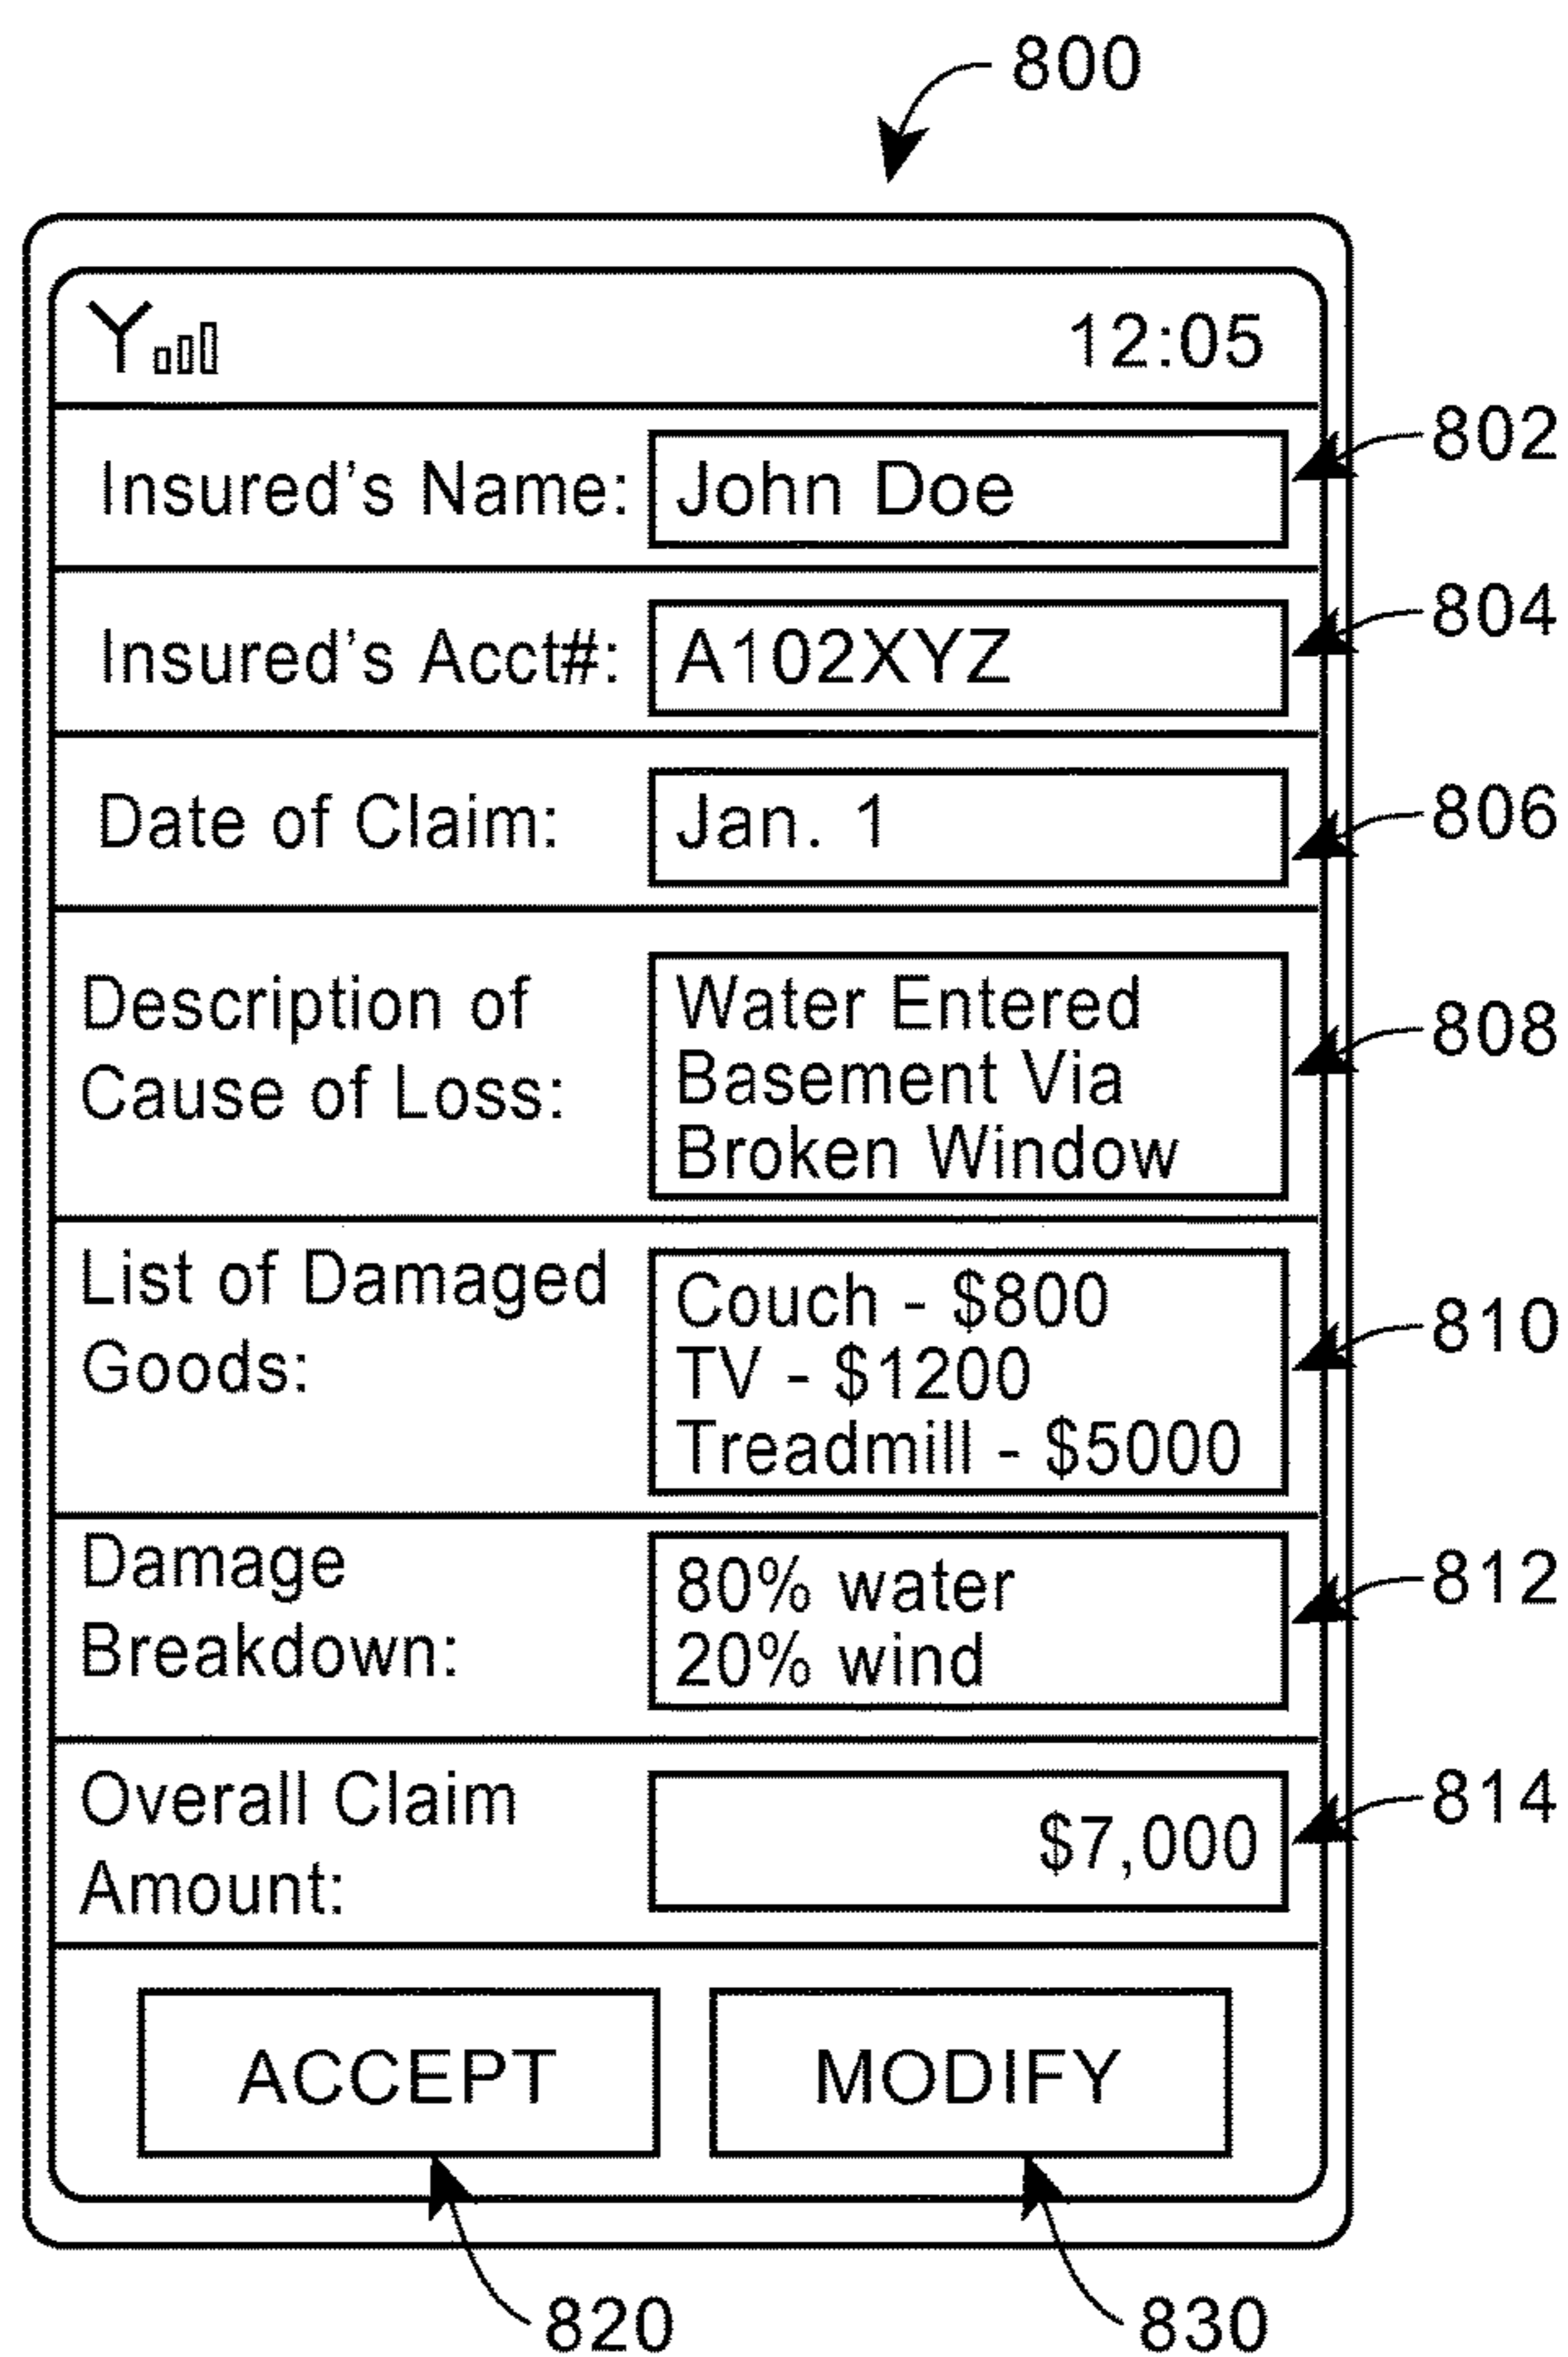 800
12:05
Insured's Name: John Doe
802
Insured's Acct#: A102XYZ
804
Date of Claim: Jan. 1
806
Description of
Cause of Loss:
Water Entered
Basement Via
Broken Window
808
List of Damaged
Goods:
Couch - $800
TV - $1200
Treadmill - $5000
810
Damage
Breakdown:
80% water
20% wind
812
Overall Claim
Amount:
$7,000
814
ACCEPT
MODIFY
820
830